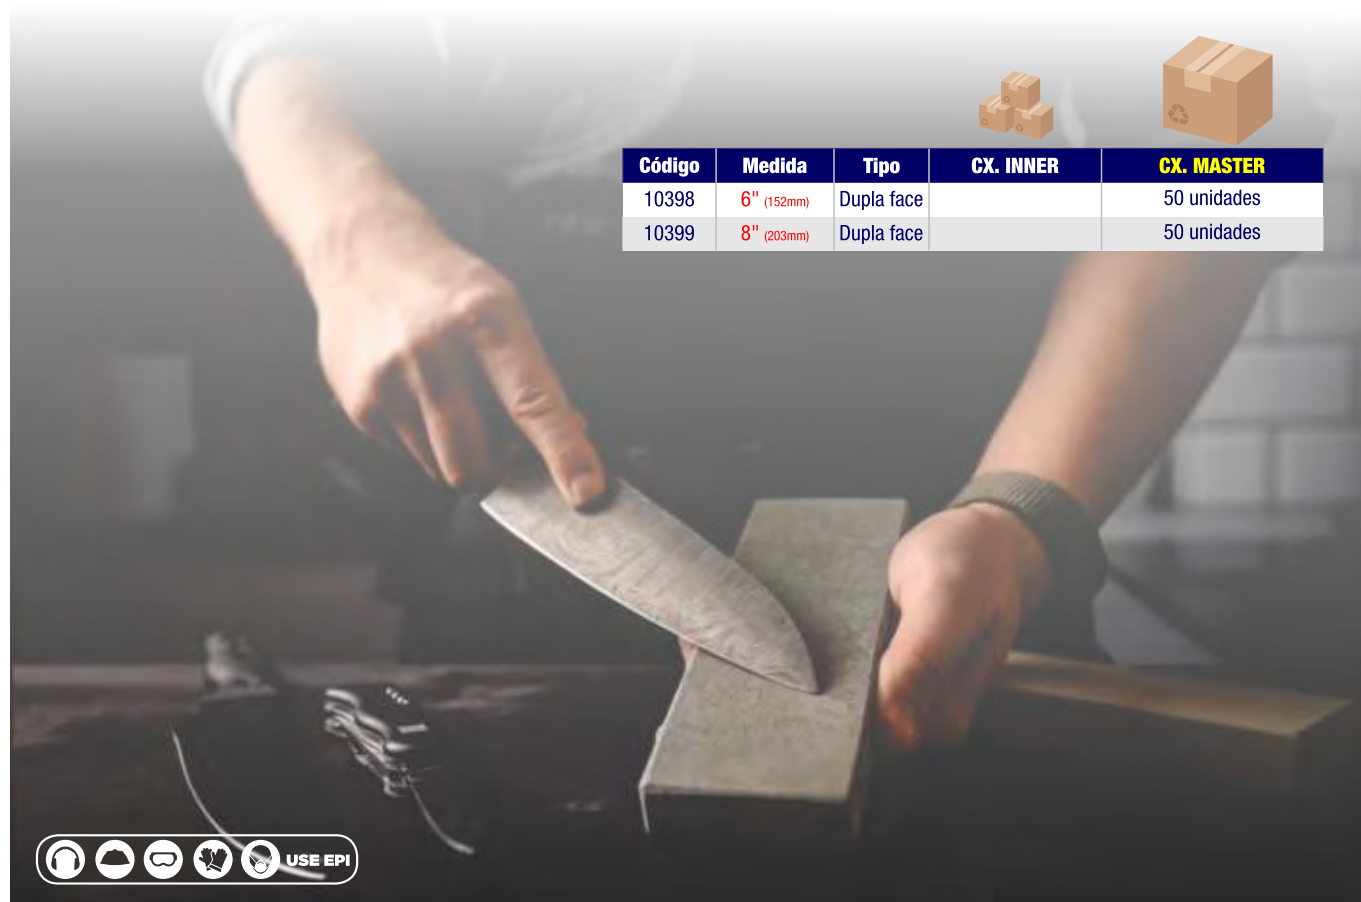 Código Medida Tipo CX. INNER CX. MASTER
10398 6" (152mm) Dupla face 50 unidades
10399 8" (203mm) Dupla face 50 unidades
USE EPI